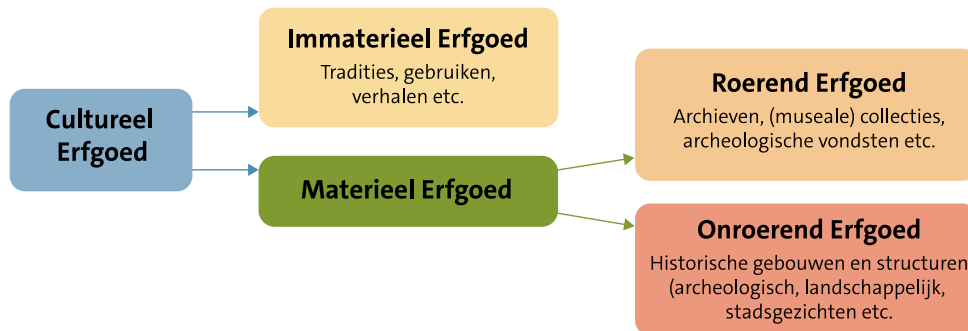 Cultureel
Erfgoed
Immaterieel Erfgoed
Tradities, gebruiken,
verhalen etc.
Materieel Erfgoed
Roerend Erfgoed
Archieven, (museale) collecties,
archeologische vondsten etc.
Onroerend Erfgoed
Historische gebouwen en structuren
(archeologisch, landschappelijk,
stadsgezichten etc.